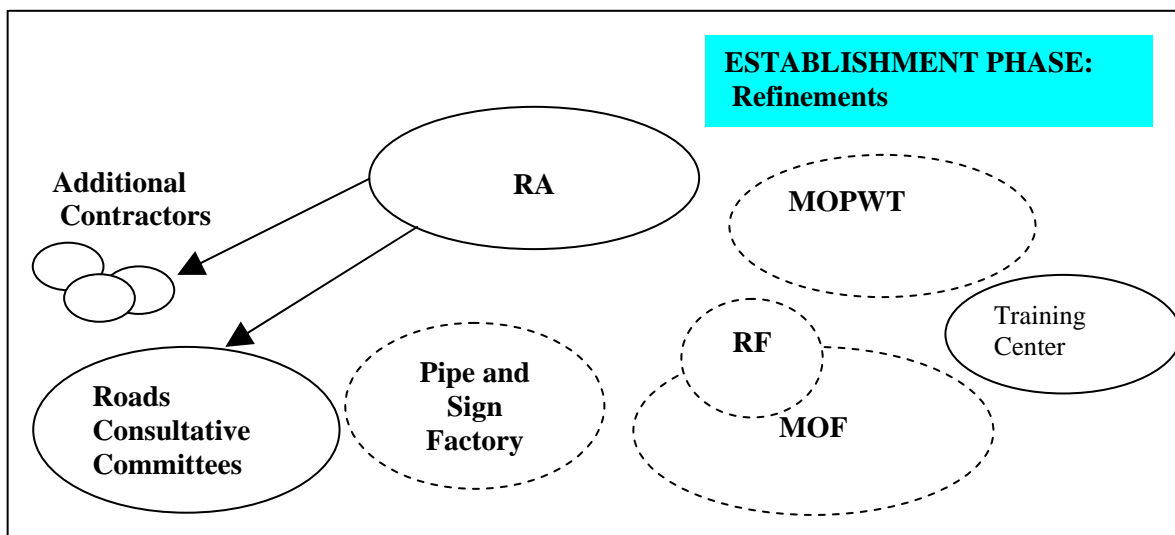 ESTABLISHMENT PHASE:
Refinements
RA
Additional
Contractors
MOPWT
Training
Center
RF
Pipe and
Sign
Factory
Roads
Consultative
Committees
MOF